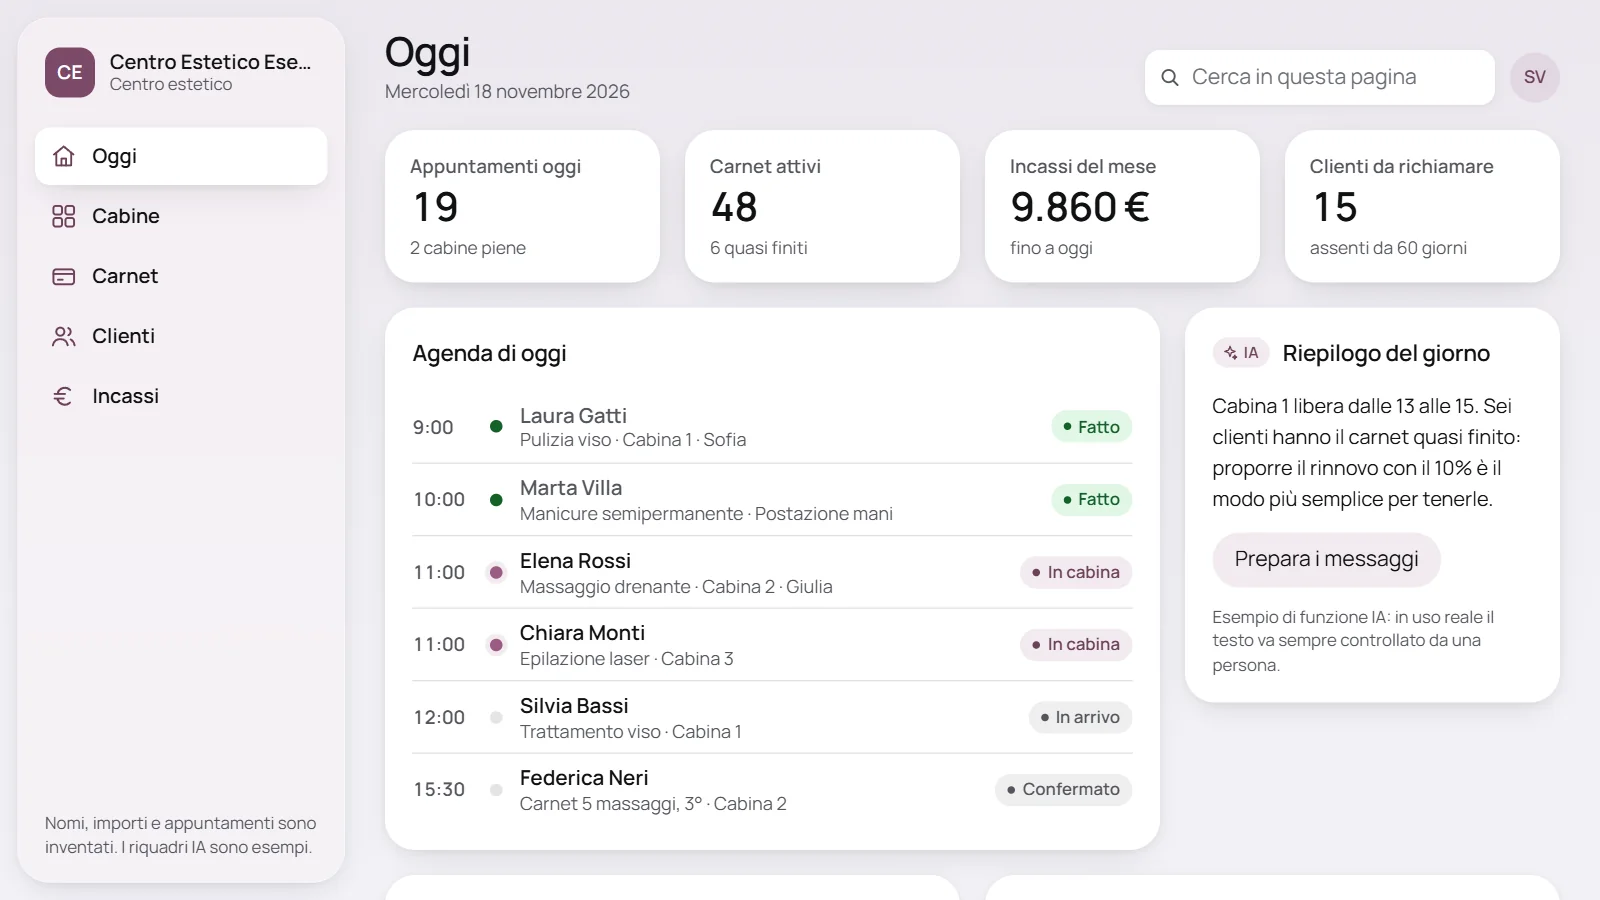 CE
Centro Estetico Ese...
Centro estetico
Oggi
Cabine
Carnet
Clienti
Incassi
Nomi, importi e appuntamenti sono
inventati. I riquadri IA sono esempi.
Oggi
Mercoledì 18 novembre 2026
Cerca in questa pagina
SV
Appuntamenti oggi
19
2 cabine piene
Carnet attivi
48
6 quasi finiti
Incassi del mese
9.860 €
fino a oggi
Clienti da richiamare
15
assenti da 60 giorni
Agenda di oggi
9:00
Laura Gatti
Pulizia viso · Cabina 1 · Sofia
Fatto
10:00
Marta Villa
Manicure semipermanente · Postazione mani
Fatto
11:00
Elena Rossi
Massaggio drenante · Cabina 2 · Giulia
In cabina
11:00
Chiara Monti
Epilazione laser · Cabina 3
In cabina
12:00
Silvia Bassi
Trattamento viso · Cabina 1
In arrivo
15:30
Federica Neri
Carnet 5 massaggi, 3° · Cabina 2
Confermato
IA
Riepilogo del giorno
Cabina 1 libera dalle 13 alle 15. Sei
clienti hanno il carnet quasi finito:
proporre il rinnovo con il 10% è il
modo più semplice per tenerle.
Prepara i messaggi
Esempio di funzione IA: in uso reale il
testo va sempre controllato da una
persona.